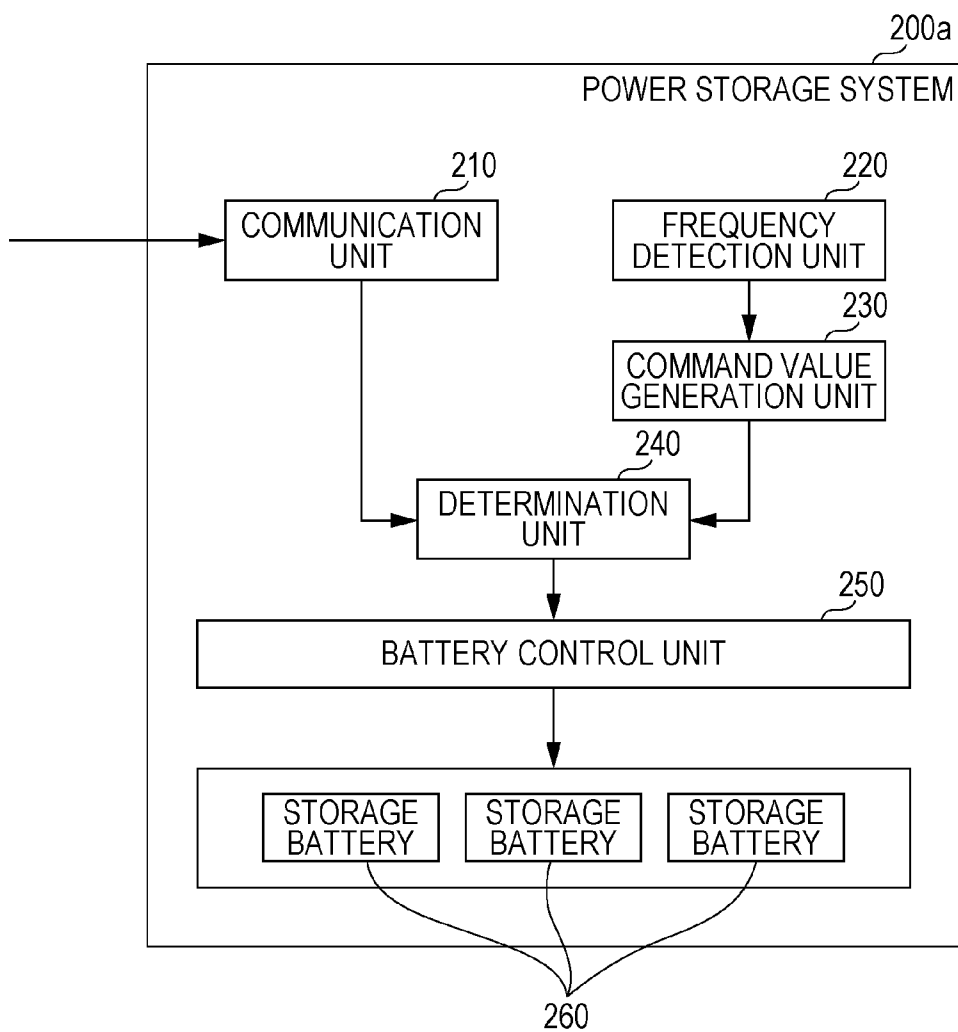 200a
POWER STORAGE SYSTEM
210
COMMUNICATION
UNIT
220
FREQUENCY
DETECTION UNIT
230
COMMAND VALUE
GENERATION UNIT
240
DETERMINATION
UNIT
250
BATTERY CONTROL UNIT
STORAGE
BATTERY
STORAGE
BATTERY
STORAGE
BATTERY
260